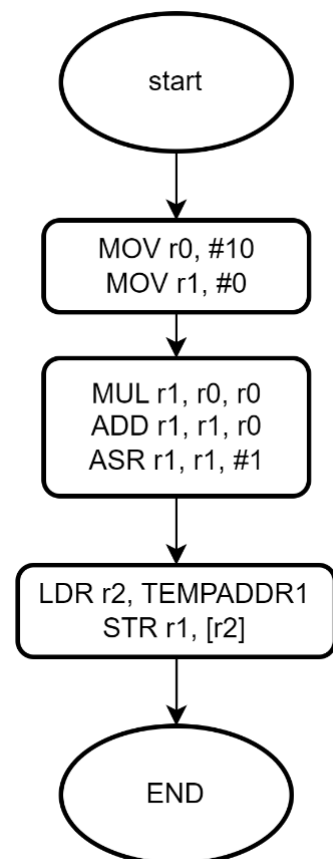 start
MOV r0, #10
MOV r1, #0
MUL r1, r0, r0
ADD r1, r1, r0
ASR r1, r1, #1
LDR r2, TEMPADDR1
STR r1, [r2]
END